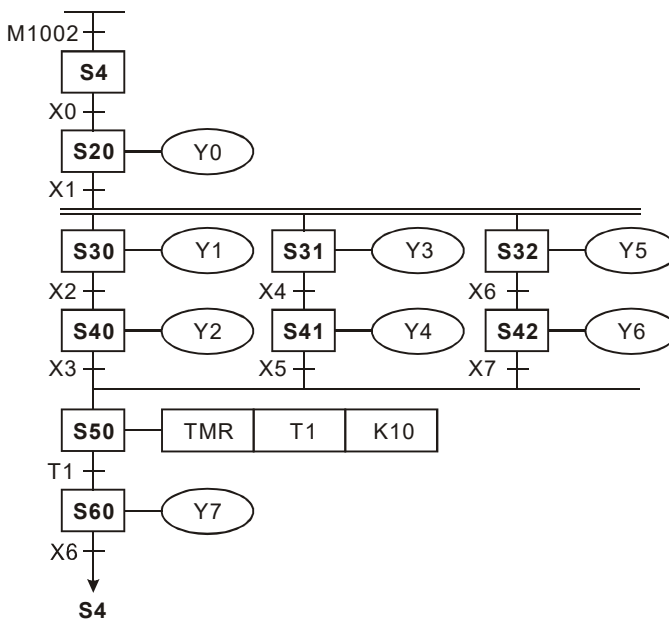 M1002
S4
X0
S20 Y0
X1
S30 Y1 S31 Y3 S32 Y5
X2 X4 X6
S40 Y2 S41 Y4 S42 Y6
X3 X5 X7
S50 TMR T1 K10
T1
S60 Y7
X6
S4